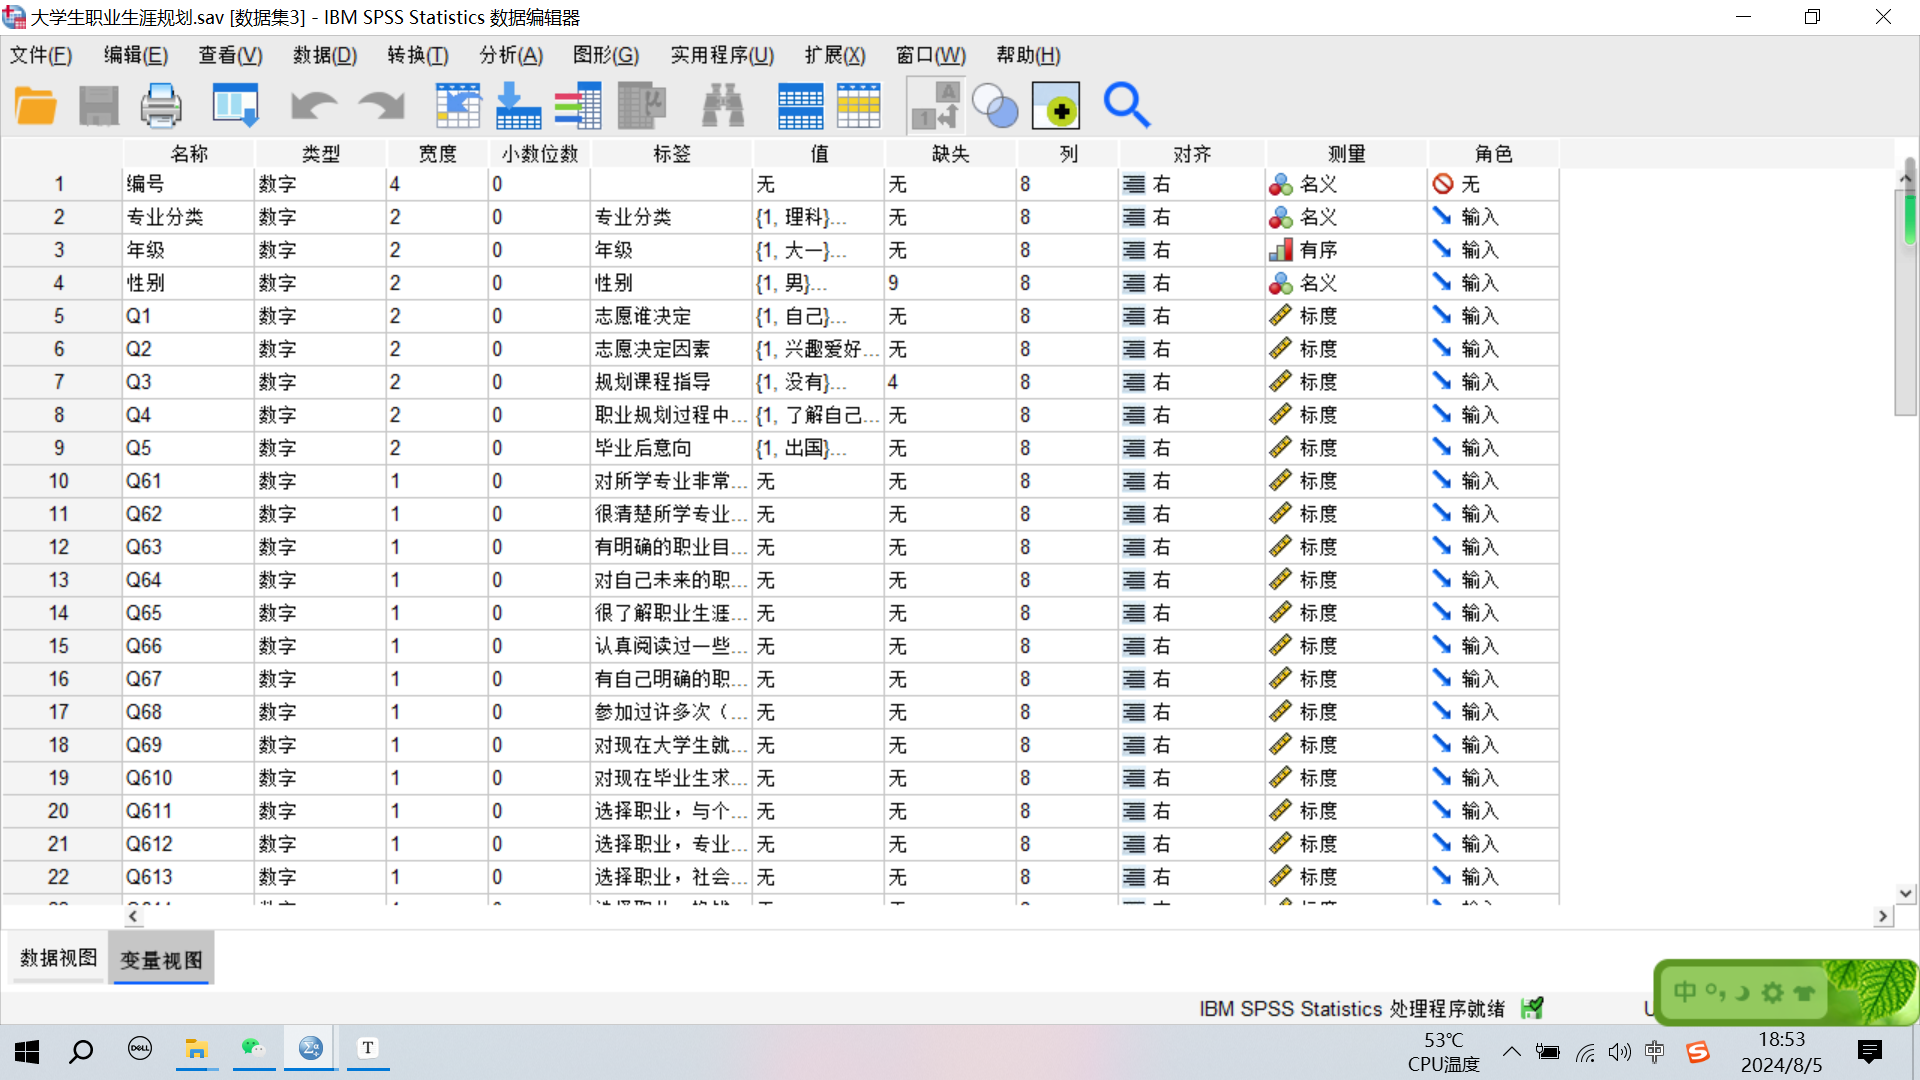 大学生职业生涯规划.sav [数据集3] - IBM SPSS Statistics 数据编辑器
文件(F) 编辑(E) 查看(V) 数据(D) 转换(T) 分析(A) 图形(G) 实用程序(U) 扩展(X) 窗口(W) 帮助(H)
名称 类型 宽度 小数位数 标签 值 缺失 列 对齐 测量 角色
1 编号 数字 4 0 无 无 8 右 名义 无
2 专业分类 数字 2 0 专业分类 {1, 理科}... 无 8 右 名义 输入
3 年级 数字 2 0 年级 {1, 大一}... 无 8 右 有序 输入
4 性别 数字 2 0 性别 {1, 男}... 9 8 右 名义 输入
5 Q1 数字 2 0 志愿谁决定 {1, 自己}... 无 8 右 标度 输入
6 Q2 数字 2 0 志愿决定因素 {1, 兴趣爱好... 无 8 右 标度 输入
7 Q3 数字 2 0 规划课程指导 {1, 没有}... 4 8 右 标度 输入
8 Q4 数字 2 0 职业规划过程中... {1, 了解自己... 无 8 右 标度 输入
9 Q5 数字 2 0 毕业后意向 {1, 出国}... 无 8 右 标度 输入
10 Q61 数字 1 0 对所学专业非常... 无 无 8 右 标度 输入
11 Q62 数字 1 0 很清楚所学专业... 无 无 8 右 标度 输入
12 Q63 数字 1 0 有明确的职业目... 无 无 8 右 标度 输入
13 Q64 数字 1 0 对自己未来的职... 无 无 8 右 标度 输入
14 Q65 数字 1 0 很了解职业生涯... 无 无 8 右 标度 输入
15 Q66 数字 1 0 认真阅读过一些... 无 无 8 右 标度 输入
16 Q67 数字 1 0 有自己明确的职... 无 无 8 右 标度 输入
17 Q68 数字 1 0 参加过许多次（... 无 无 8 右 标度 输入
18 Q69 数字 1 0 对现在大学生就... 无 无 8 右 标度 输入
19 Q610 数字 1 0 对现在毕业生求... 无 无 8 右 标度 输入
20 Q611 数字 1 0 选择职业，与个... 无 无 8 右 标度 输入
21 Q612 数字 1 0 选择职业，专业... 无 无 8 右 标度 输入
22 Q613 数字 1 0 选择职业，社会... 无 无 8 右 标度 输入
数据视图 变量视图
IBM SPSS Statistics 处理程序就绪
中
DELL
T
53℃
CPU温度
中
18:53
2024/8/5